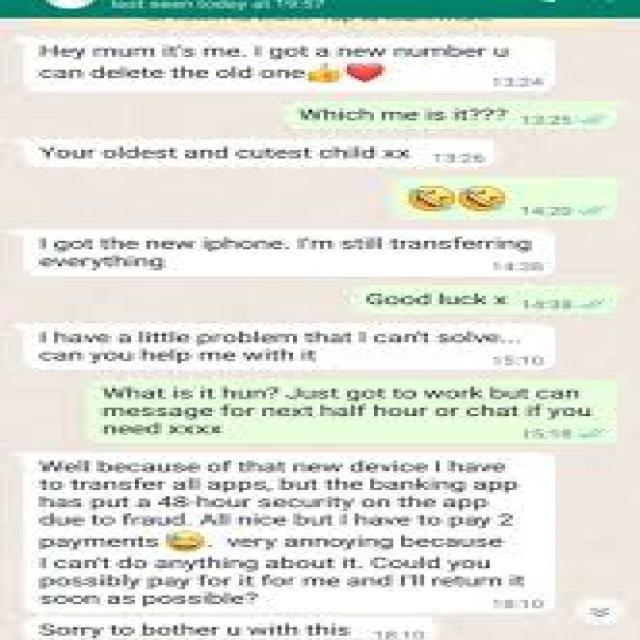 last seen today at 19:57
Hey mum it's me. I got a new number u
can delete the old one👍❤️
13:24
Which me is it???
13:25
Your oldest and cutest child xx
13:26
🤣🤣
14:20
I got the new iphone. I'm still transferring
everything
Good luck x
14:38
I have a little problem that I can't solve...
can you help me with it
15:10
What is it hun? Just got to work but can
message for next half hour or chat if you
need xxxx
15:18
Well because of that new device I have
to transfer all apps, but the banking app
has put a 48-hour security on the app
due to fraud. All nice but I have to pay 2
payments 😅. very annoying because
I can't do anything about it. Could you
possibly pay for it for me and I'll return it
soon as possible?
18:10
Sorry to bother u with this
18:10